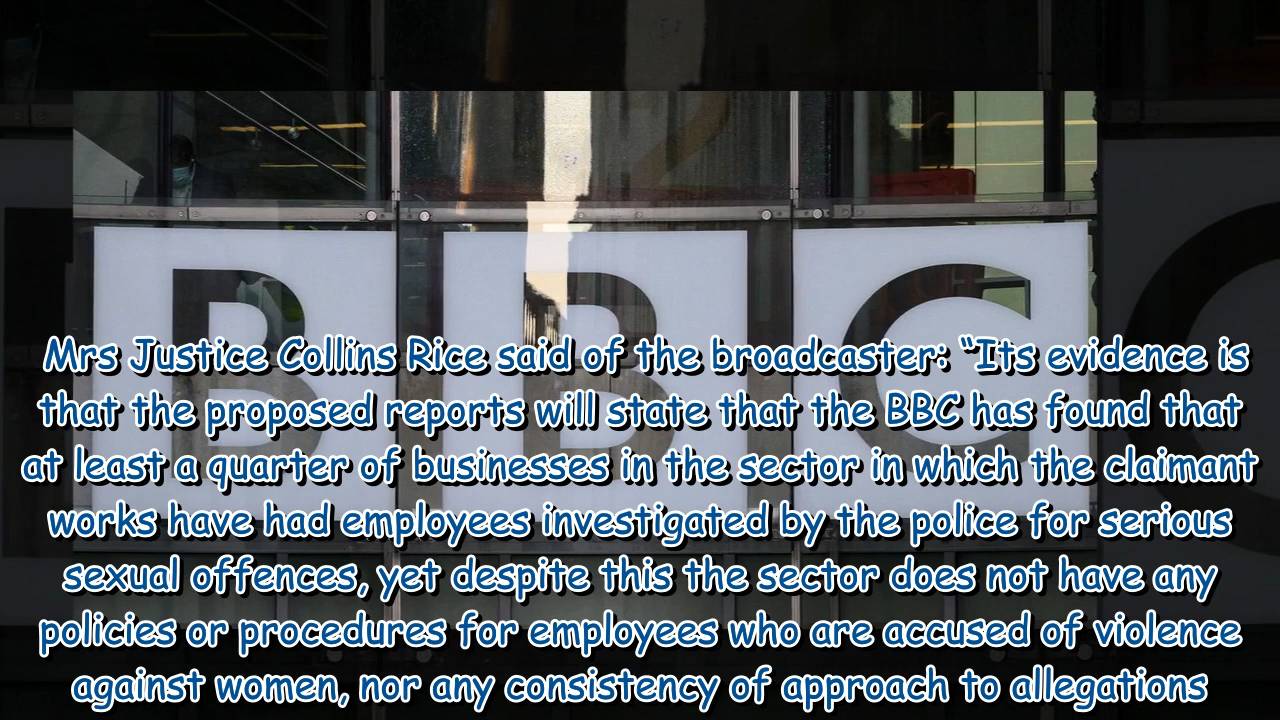 BBC
Mrs Justice Collins Rice said of the broadcaster: “Its evidence is
that the proposed reports will state that the BBC has found that
at least a quarter of businesses in the sector in which the claimant
works have had employees investigated by the police for serious
sexual offences, yet despite this the sector does not have any
policies or procedures for employees who are accused of violence
against women, nor any consistency of approach to allegations